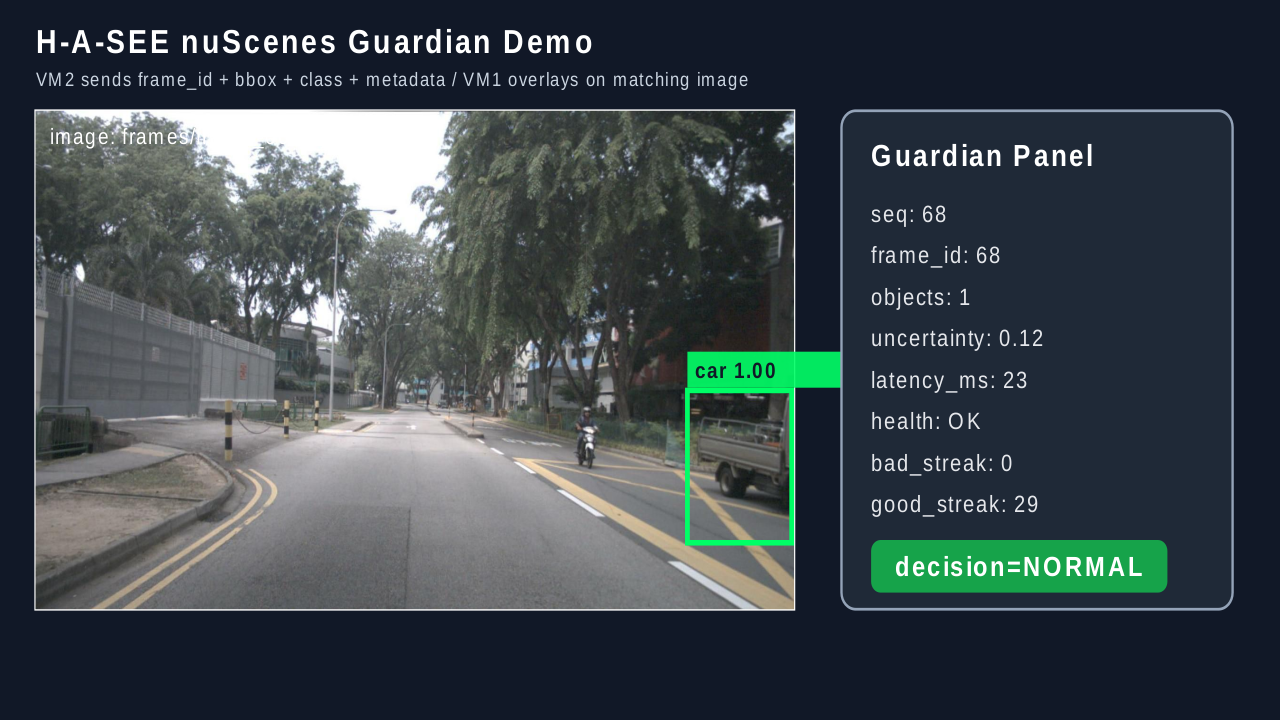 H-A-SEE nuScenes Guardian Demo
VM2 sends frame_id + bbox + class + metadata / VM1 overlays on matching image
image: frames/
car 1.00
Guardian Panel
seq: 68
frame_id: 68
objects: 1
uncertainty: 0.12
latency_ms: 23
health: OK
bad_streak: 0
good_streak: 29
decision=NORMAL